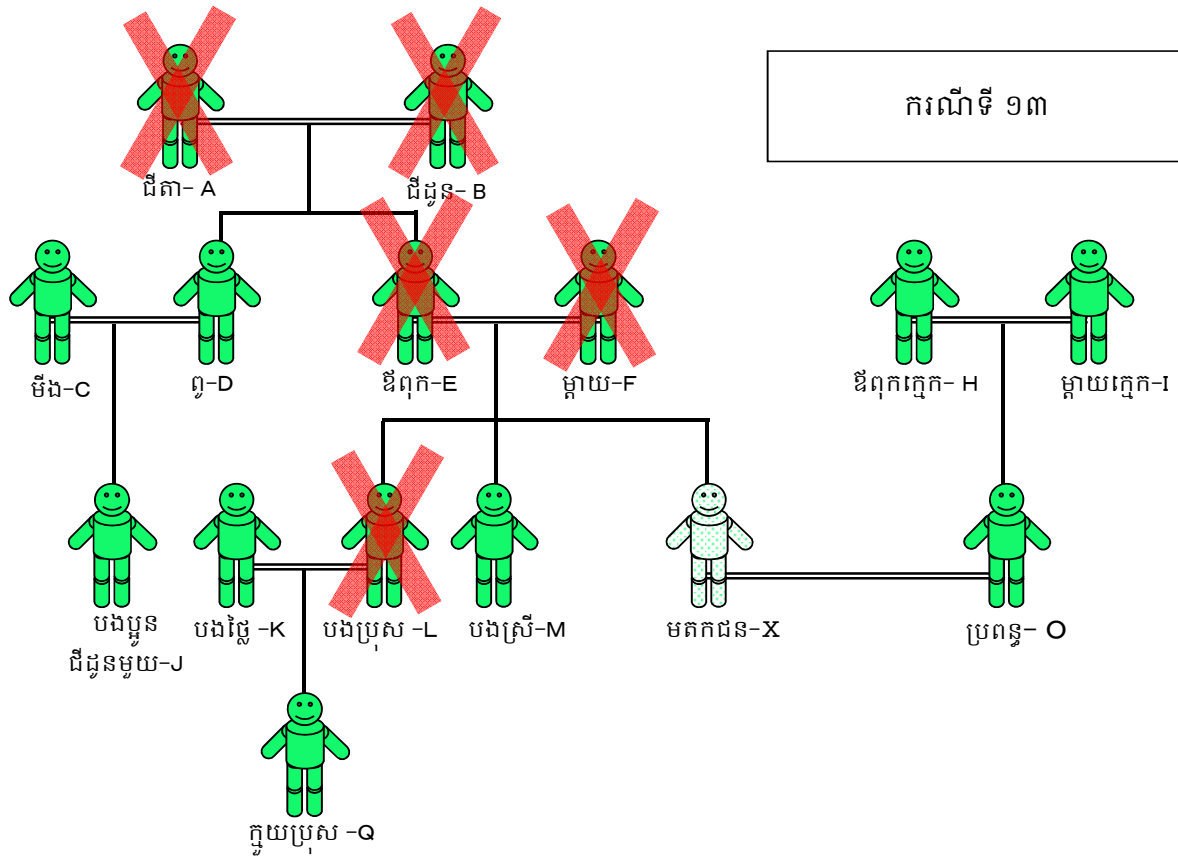 ករណីទី ១៣
ជីតា- A
ជីដូន- B
មីង-C
ពូ-D
ឪពុក-E
ម្តាយ-F
ឪពុកក្មេក- H
ម្តាយក្មេក-I
បងប្អូន
ជីដូនមួយ-J
បងថ្លៃ -K
បងប្រុស -L
បងស្រី-M
មតកជន-X
ប្រពន្ធ- O
ក្មួយប្រុស -Q